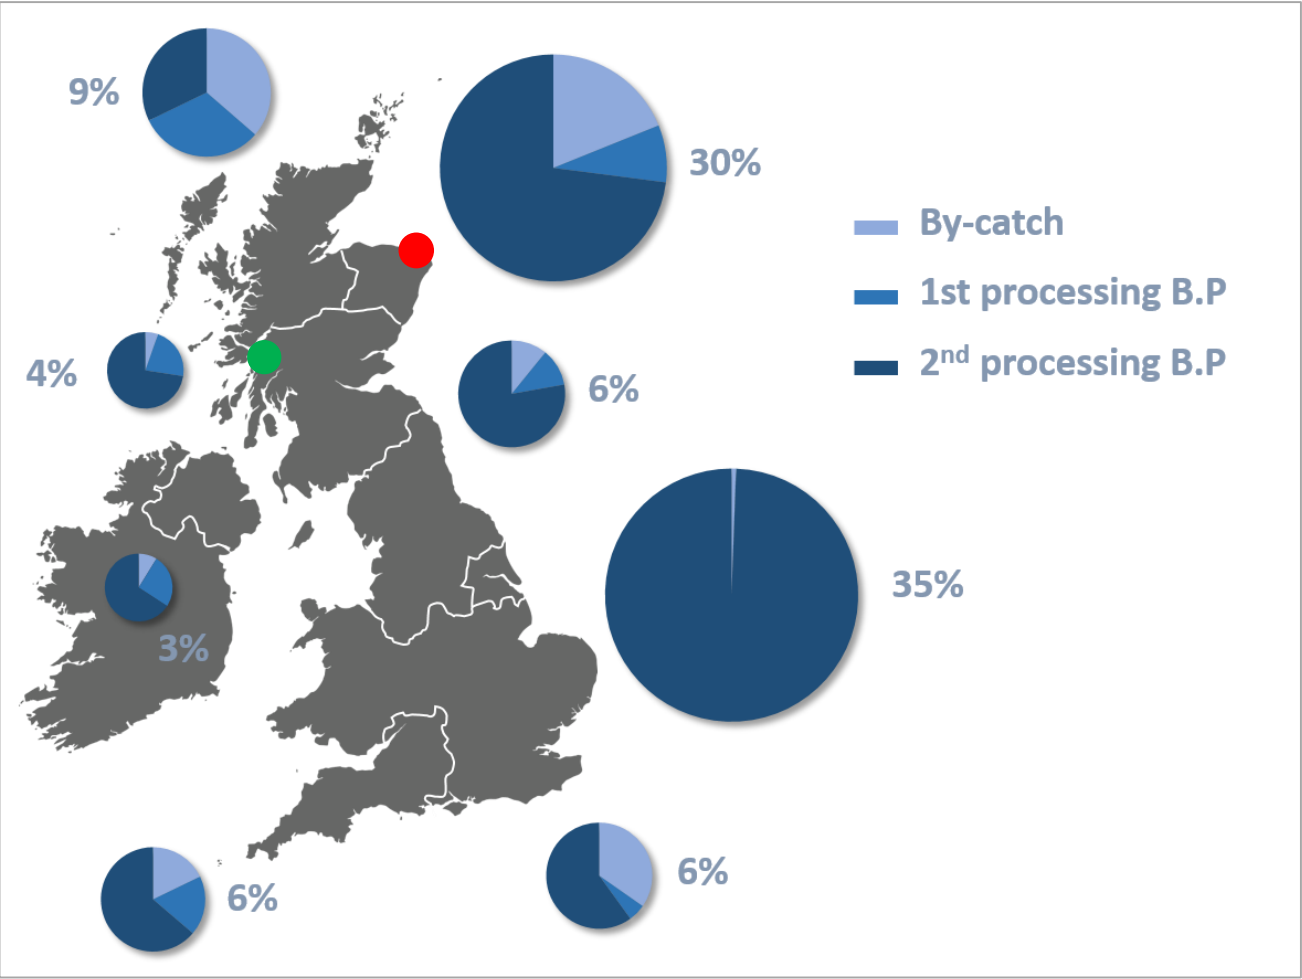 9%
30%
By-catch
1st processing B.P
2nd processing B.P
4%
6%
35%
3%
6%
6%